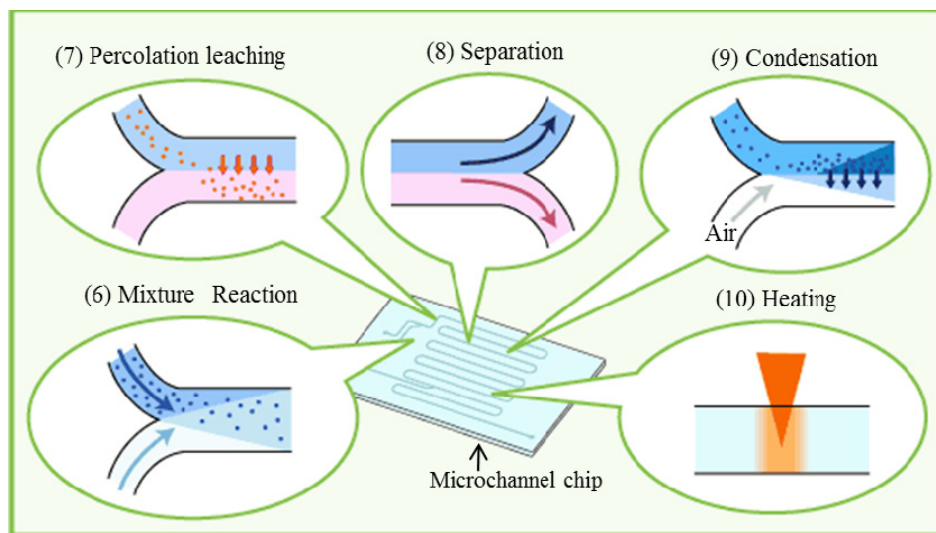 (7) Percolation leaching
(8) Separation
(9) Condensation
Air
(6) Mixture Reaction
(10) Heating
Microchannel chip